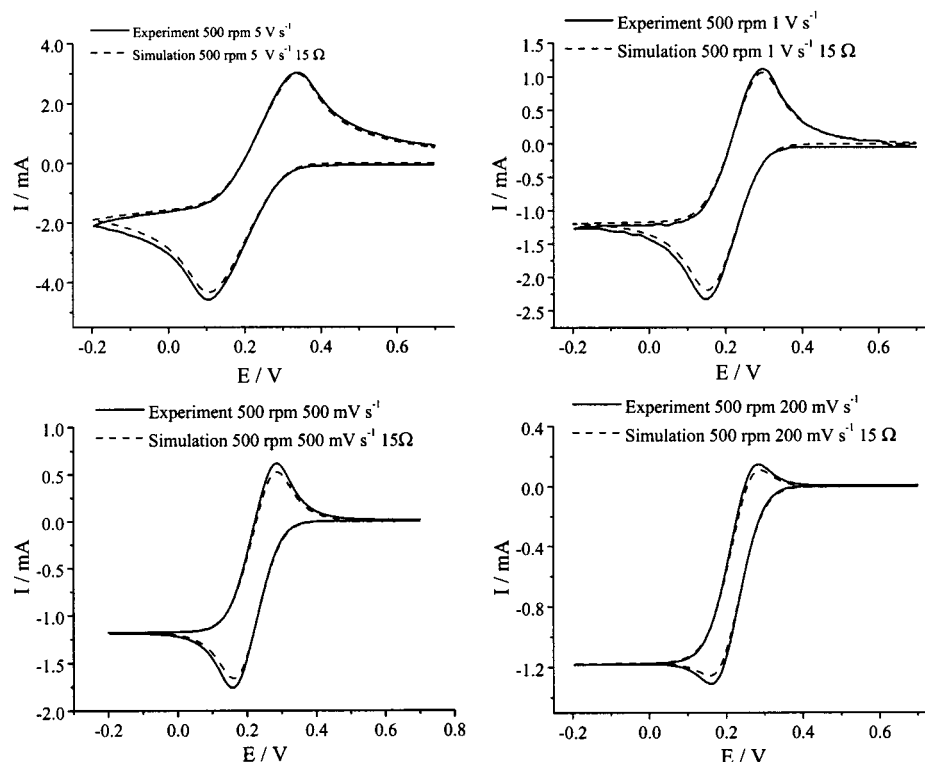 Experiment 500 rpm 5 V s⁻¹
Simulation 500 rpm 5 V s⁻¹ 15 Ω
4.0
2.0
0.0
-2.0
-4.0
I / mA
-0.2 0.0 0.2 0.4 0.6
E / V
Experiment 500 rpm 1 V s⁻¹
Simulation 500 rpm 1 V s⁻¹ 15 Ω
1.5
1.0
0.5
0.0
-0.5
-1.0
-1.5
-2.0
-2.5
I / mA
-0.2 0.0 0.2 0.4 0.6
E / V
Experiment 500 rpm 500 mV s⁻¹
Simulation 500 rpm 500 mV s⁻¹ 15Ω
1.0
0.5
0.0
-0.5
-1.0
-1.5
-2.0
I / mA
-0.2 0.0 0.2 0.4 0.6 0.8
E / V
Experiment 500 rpm 200 mV s⁻¹
Simulation 500 rpm 200 mV s⁻¹ 15 Ω
0.4
0.0
-0.4
-0.8
-1.2
I / mA
-0.2 0.0 0.2 0.4 0.6
E / V